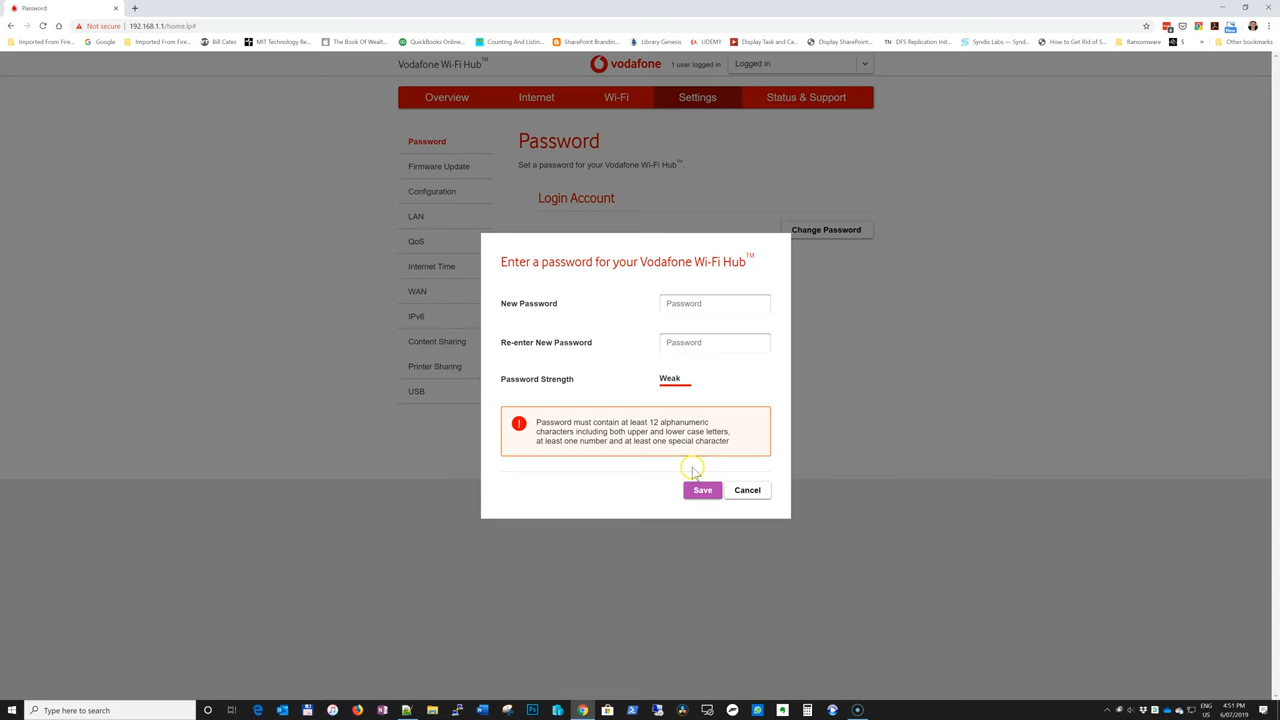 Password
Not secure | 192.168.1.1/home.lp#
Imported From Fire...
Google
Imported From Fire...
Bill Cates
MIT Technology Re...
The Book Of Wealt...
QuickBooks Online...
Counting And Listin...
SharePoint Brandin...
Library Genesis
UDEMY
Display Task and Ca...
Display SharePoint...
TN DFS Replication Init...
Syndis Labs — Synd...
How to Get Rid of S...
Ransomware
$
»
Other bookmarks
Vodafone Wi-Fi Hub™
vodafone
1 user logged in
Logged in
Overview
Internet
Wi-Fi
Settings
Status & Support
Password
Firmware Update
Configuration
LAN
QoS
Internet Time
WAN
IPv6
Content Sharing
Printer Sharing
USB
Password
Set a password for your Vodafone Wi-Fi Hub™.
Login Account
Change Password
Enter a password for your Vodafone Wi-Fi Hub™
New Password
Password
Re-enter New Password
Password
Password Strength
Weak
Password must contain at least 12 alphanumeric
characters including both upper and lower case letters,
at least one number and at least one special character
Save
Cancel
Type here to search
ENG
US
4:51 PM
6/07/2019